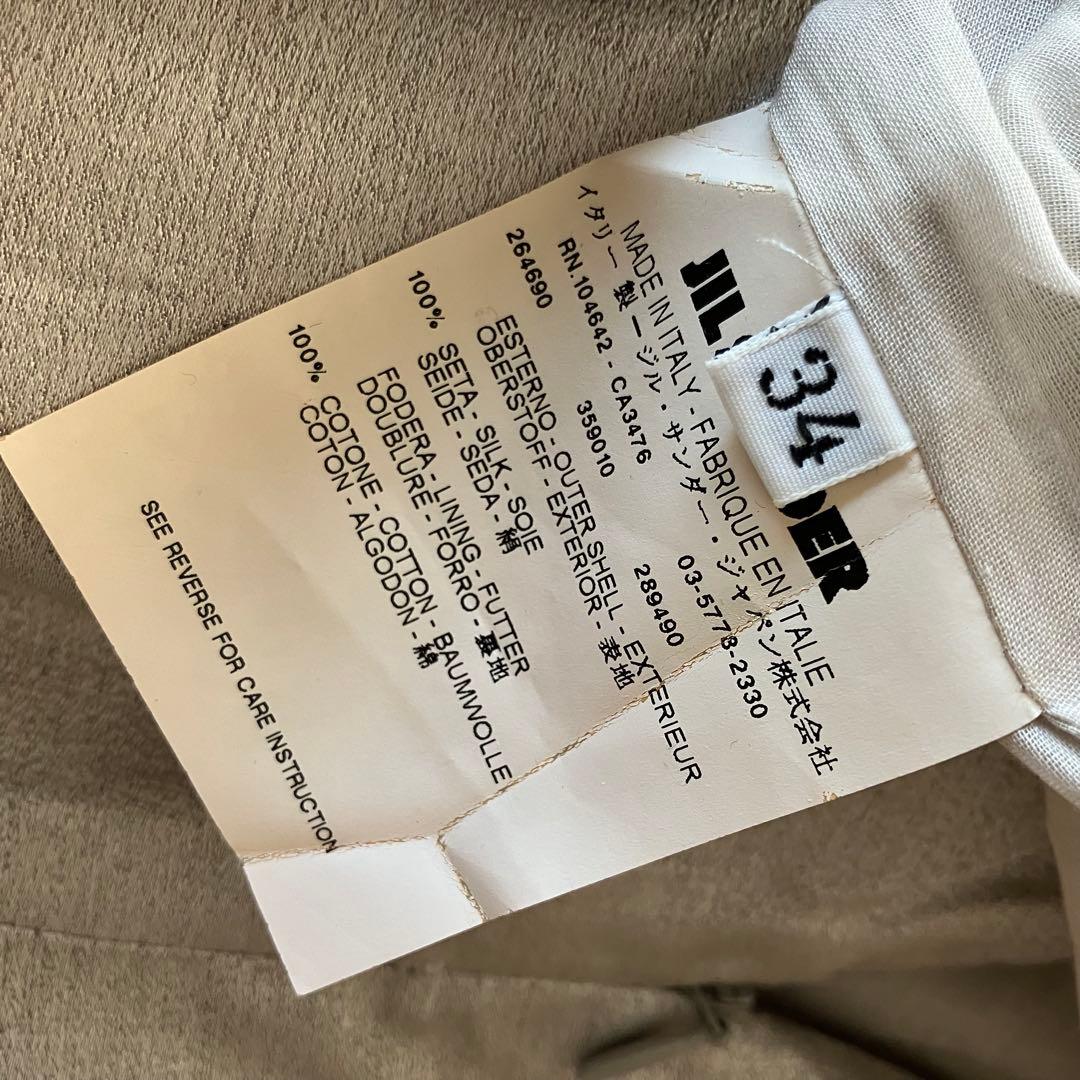 JIL
DER
34
MADE IN ITALY - FABRIQUE EN ITALIE
イタリー製 ー ジル・サンダー・ジャパン株式会社
RN.104642 - CA3476 03-5778-2330
264690 359010 289490
ESTERNO - OUTER SHELL - EXTERIEUR
OBERSTOFF - EXTERIOR - 表地
100% SETA - SILK - SOIE
SEIDE - SEDA - 絹
FODERA - LINING - FUTTER
DOUBLURE - FORRO - 裏地
100% COTONE - COTTON - BAUMWOLLE
COTON - ALGODON - 綿
SEE REVERSE FOR CARE INSTRUCTION